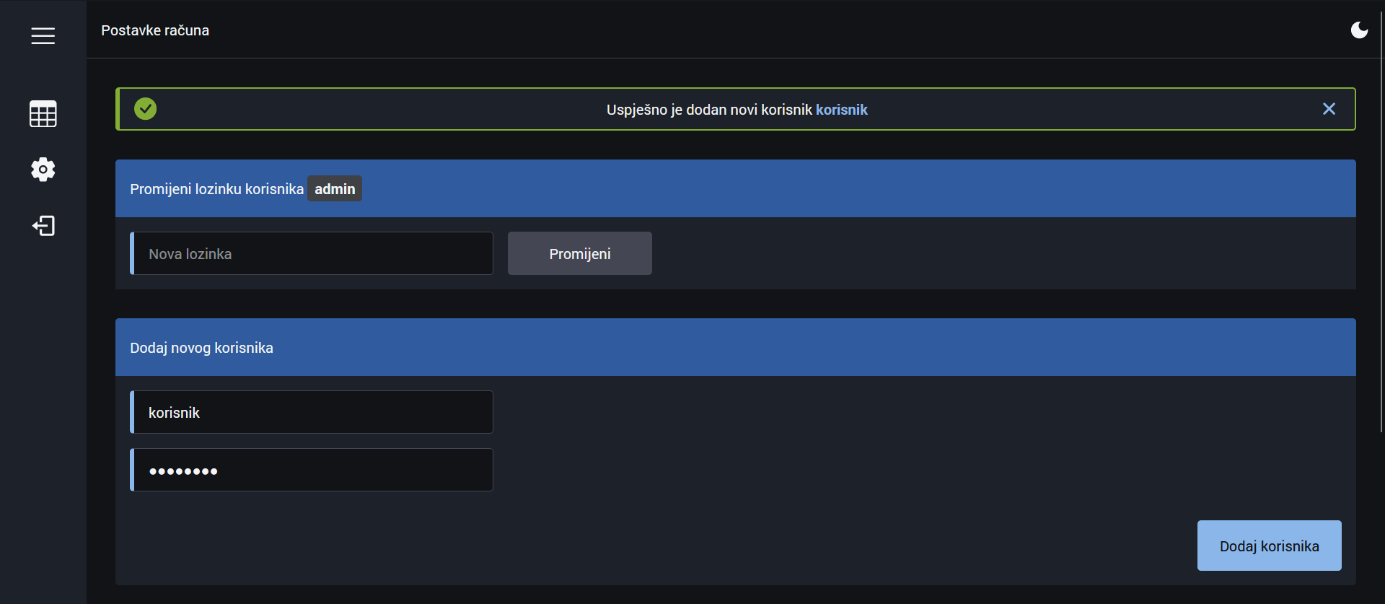 Postavke računa
Uspješno je dodan novi korisnik korisnik
Promijeni lozinku korisnika admin
Nova lozinka
Promijeni
Dodaj novog korisnika
korisnik
●●●●●●●●
Dodaj korisnika